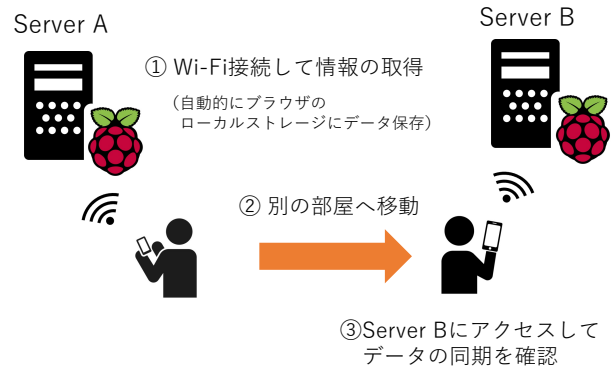 Server A
Server B
① Wi-Fi接続して情報の取得
（自動的にブラウザの
ローカルストレージにデータ保存）
② 別の部屋へ移動
③Server Bにアクセスして
データの同期を確認